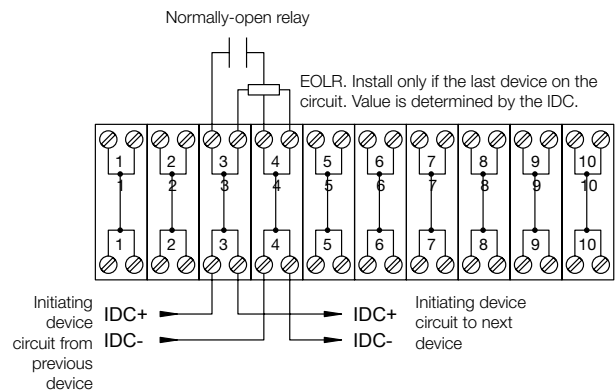 Normally-open relay
EOLR. Install only if the last device on the
circuit. Value is determined by the IDC.
1 2 3 4 5 6 7 8 9 10
1 2 3 4 5 6 7 8 9 10
1 2 3 4 5 6 7 8 9 10
Initiating
device
circuit from
previous
device
IDC+
IDC-
IDC+
IDC-
Initiating device
circuit to next
device